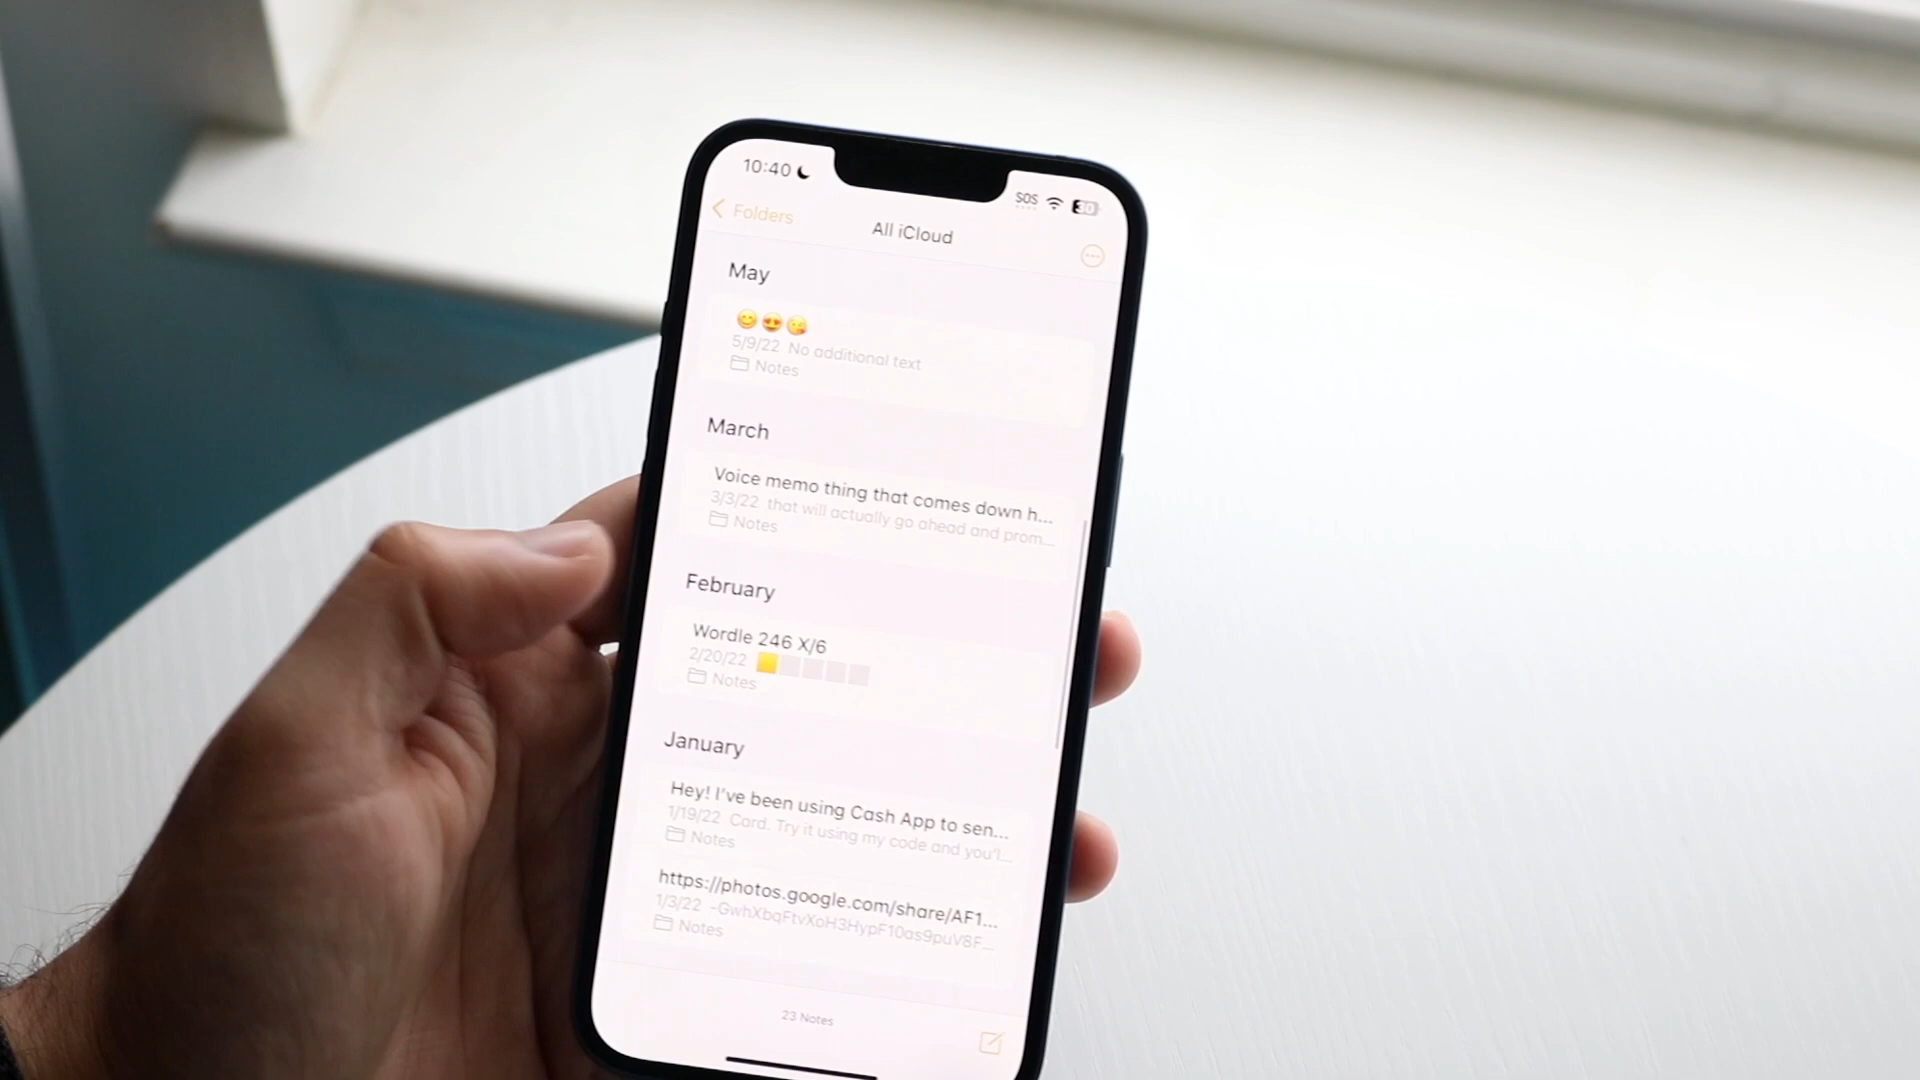 10:40
SOS 30
Folders
All iCloud
May
😊😍😘
5/9/22 No additional text
Notes
March
Voice memo thing that comes down h...
3/3/22 that will actually go ahead and prom...
Notes
February
Wordle 246 X/6
2/20/22 🟨⬜⬜⬜⬜
Notes
January
Hey! I've been using Cash App to sen...
1/19/22 Card. Try it using my code and you'l...
Notes
https://photos.google.com/share/AF1...
1/3/22 -GwhXbqFtvXoH3HypF10as9puV8F...
Notes
23 Notes